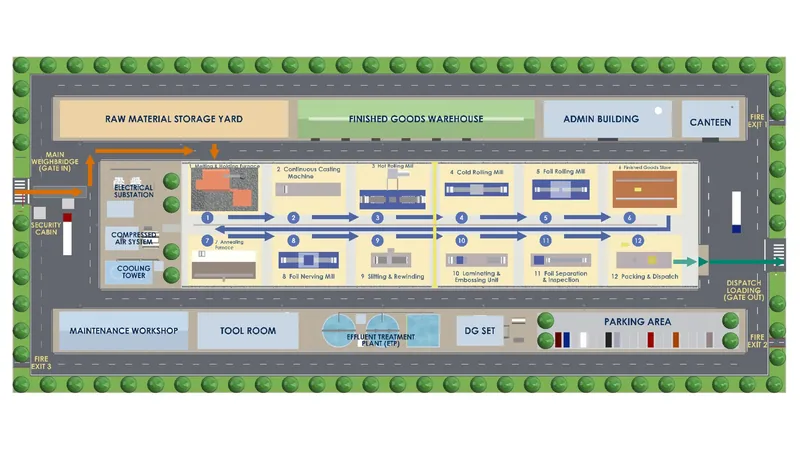 RAW MATERIAL STORAGE YARD
FINISHED GOODS WAREHOUSE
ADMIN BUILDING
CANTEEN
FIRE
EXIT 1
MAIN
WEIGHBRIDGE
(GATE IN)
1 Melting & Holding Furnace
2 Continuous Casting
Machine
3 Hot Rolling Mill
4 Cold Rolling Mill
5 Foil Rolling Mill
6 Finished Goods Store
ELECTRICAL
SUBSTATION
1
2
3
4
5
6
SECURITY
CABIN
COMPRESSED
AIR SYSTEM
COOLING
TOWER
7
8
9
10
11
12
7 Annealing
Furnace
8 Foil Nerving Mill
9 Slitting & Rewinding
10 Laminating &
Embossing Unit
11 Foil Separation
& Inspection
12 Packing & Dispatch
DISPATCH
LOADING
(GATE OUT)
MAINTENANCE WORKSHOP
TOOL ROOM
EFFLUENT TREATMENT
PLANT (ETP)
DG SET
PARKING AREA
FIRE
EXIT 2
FIRE
EXIT 3